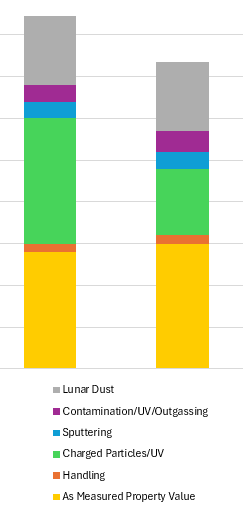 Lunar Dust
Contamination/UV/Outgassing
Sputtering
Charged Particles/UV
Handling
As Measured Property Value